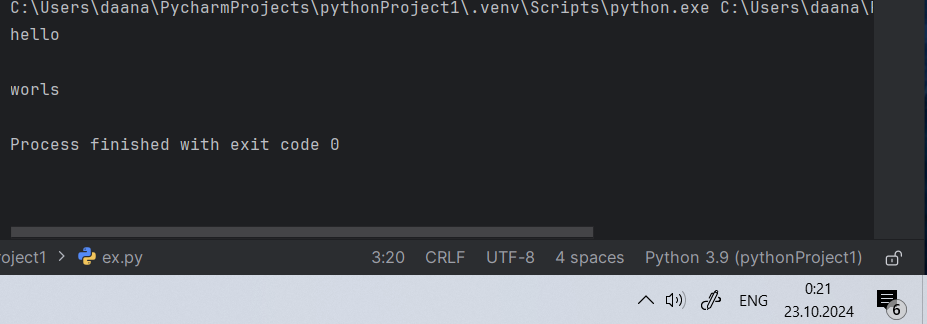 C:\Users\daana\PycharmProjects\pythonProject1\.venv\Scripts\python.exe C:\Users\daana\
hello
worls
Process finished with exit code 0
oject1 > ex.py 3:20 CRLF UTF-8 4 spaces Python 3.9 (pythonProject1)
ENG 0:21
23.10.2024 6